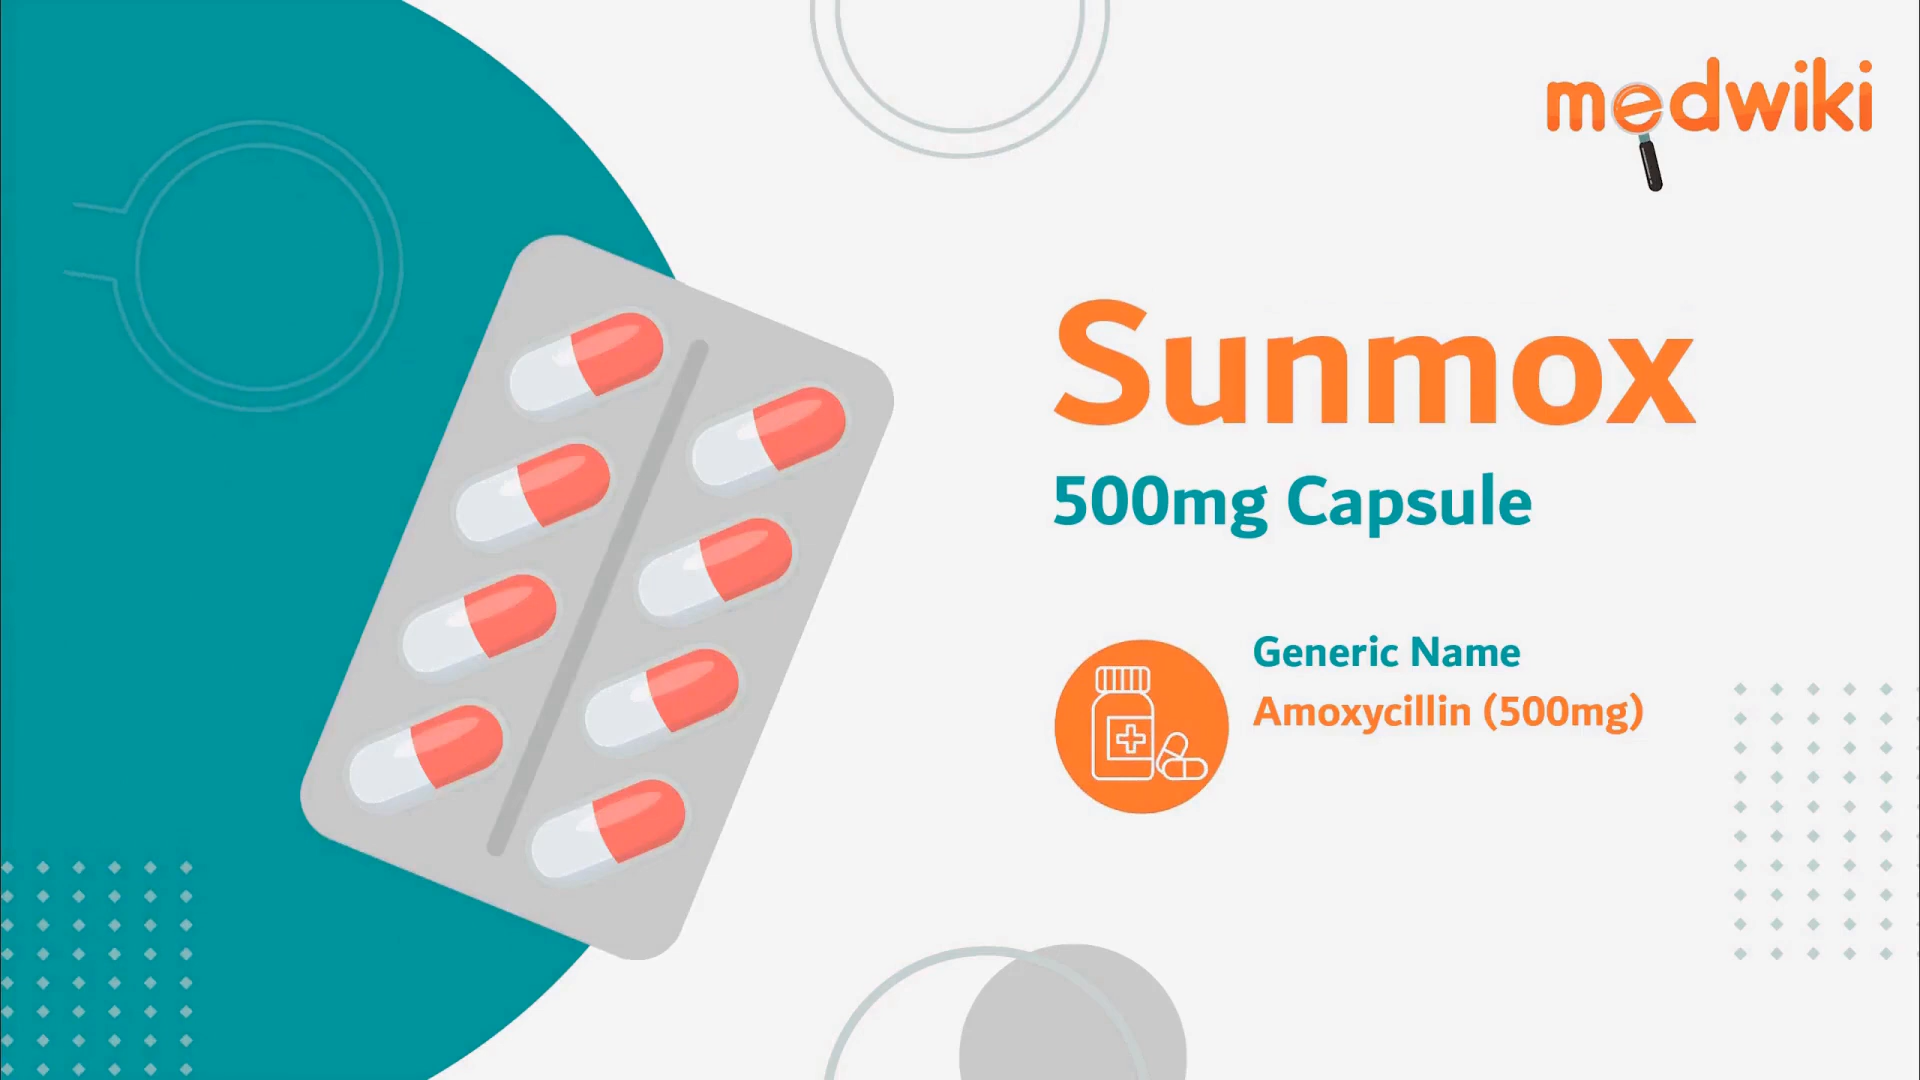 medwiki
Sunmox
500mg Capsule
Generic Name
Amoxycillin (500mg)